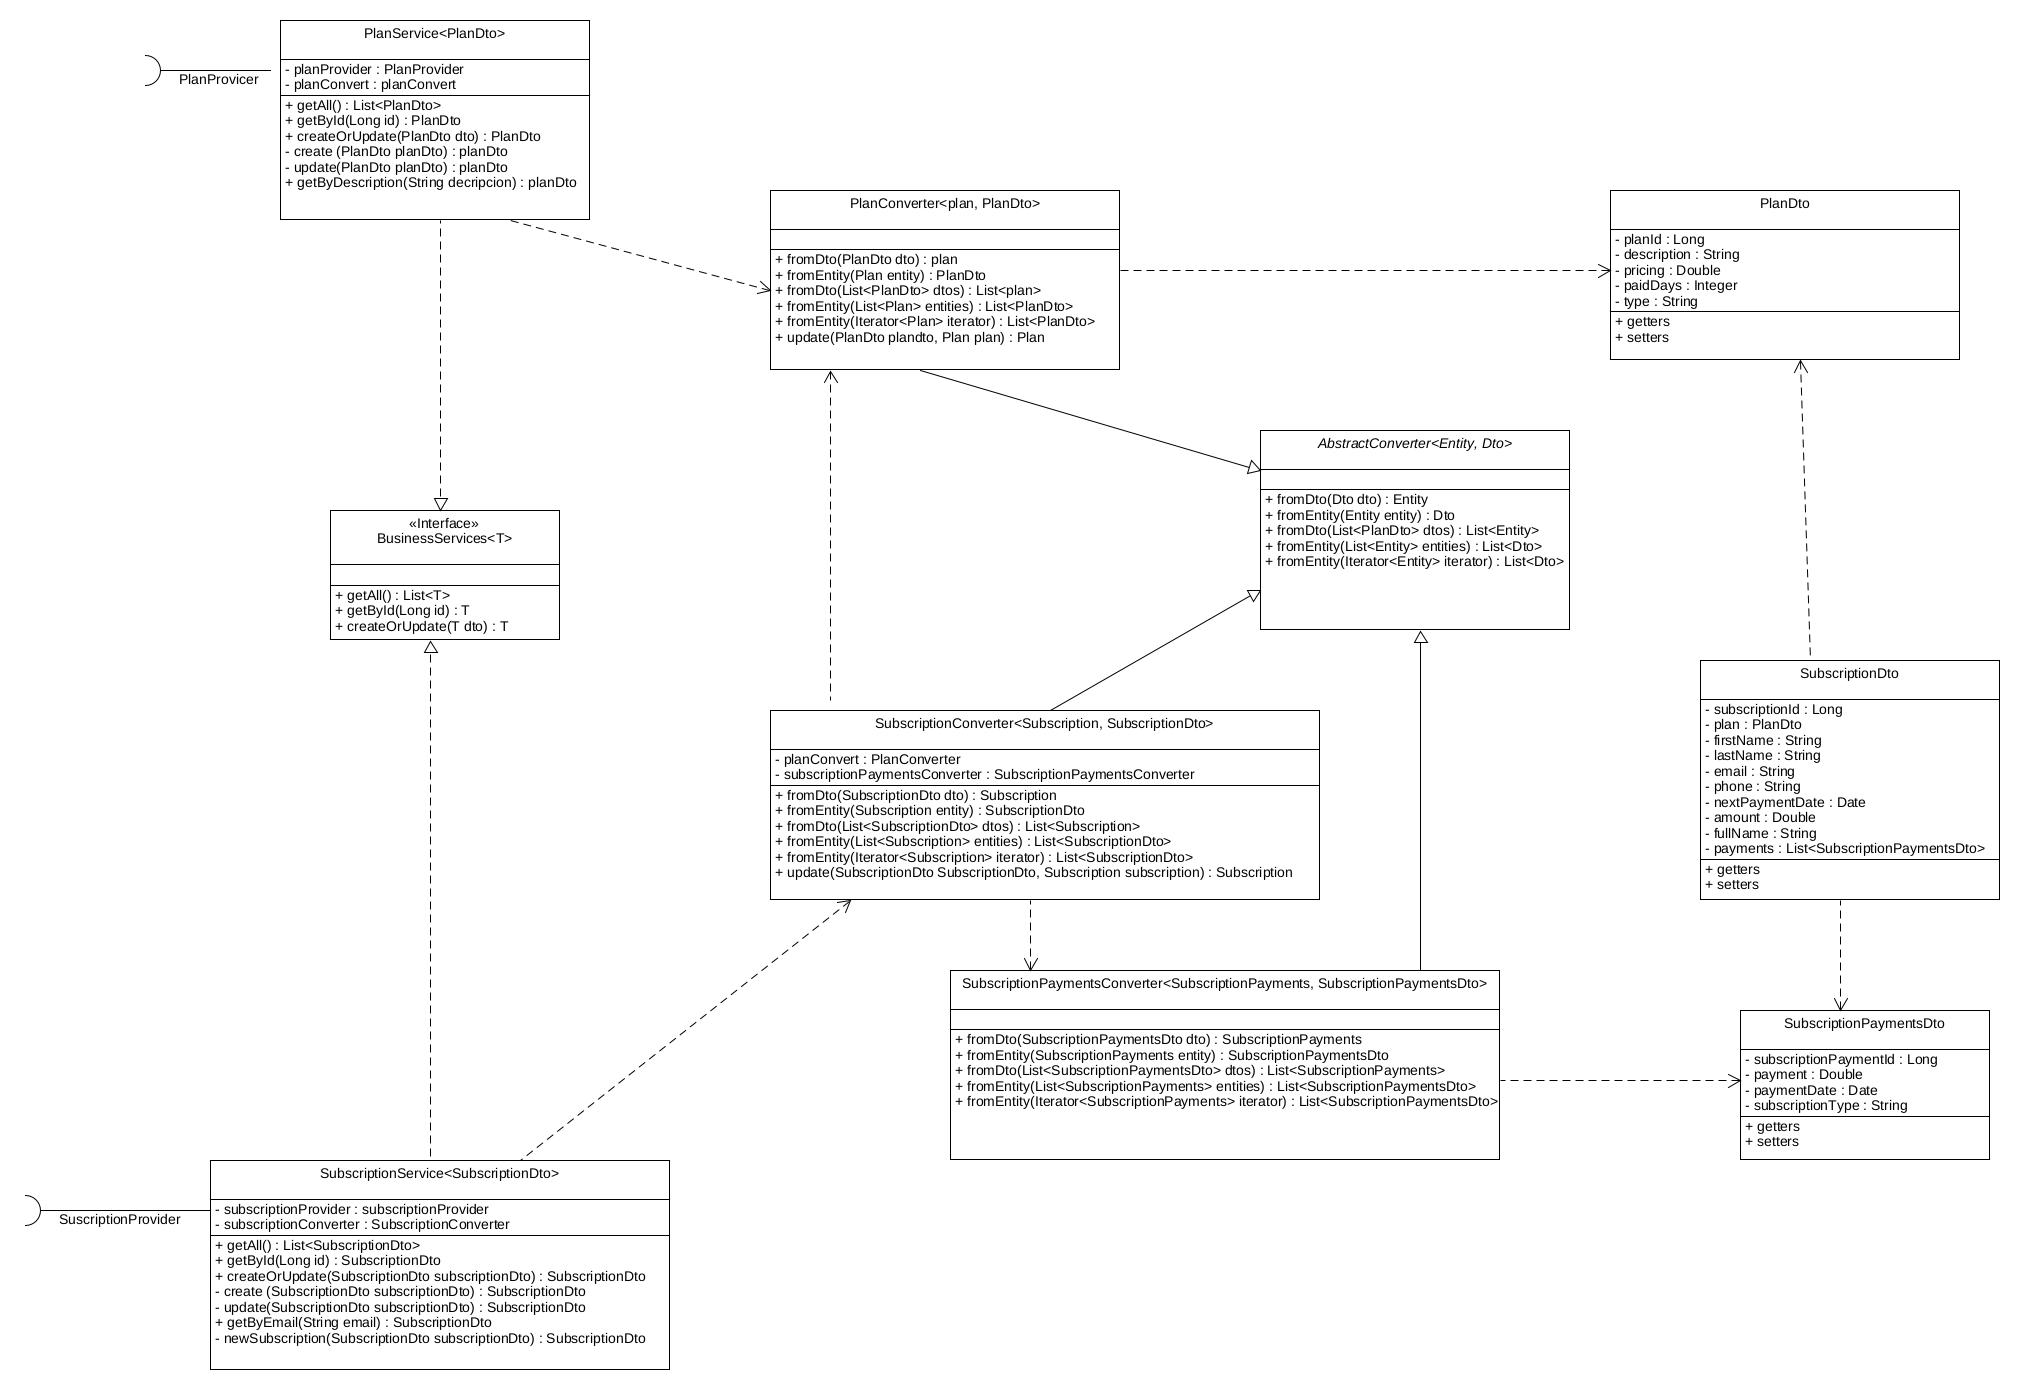 PlanService<PlanDto>
- planProvider : PlanProvider
- planConvert : planConvert
+ getAll() : List<PlanDto>
+ getById(Long id) : PlanDto
+ createOrUpdate(PlanDto dto) : PlanDto
- create (PlanDto planDto) : planDto
- update(PlanDto planDto) : planDto
+ getByDescription(String decripcion) : planDto
PlanProvicer
PlanConverter<plan, PlanDto>
+ fromDto(PlanDto dto) : plan
+ fromEntity(Plan entity) : PlanDto
+ fromDto(List<PlanDto> dtos) : List<plan>
+ fromEntity(List<Plan> entities) : List<PlanDto>
+ fromEntity(Iterator<Plan> iterator) : List<PlanDto>
+ update(PlanDto plandto, Plan plan) : Plan
PlanDto
- planId : Long
- description : String
- pricing : Double
- paidDays : Integer
- type : String
+ getters
+ setters
AbstractConverter<Entity, Dto>
+ fromDto(Dto dto) : Entity
+ fromEntity(Entity entity) : Dto
+ fromDto(List<PlanDto> dtos) : List<Entity>
+ fromEntity(List<Entity> entities) : List<Dto>
+ fromEntity(Iterator<Entity> iterator) : List<Dto>
«Interface»
BusinessServices<T>
+ getAll() : List<T>
+ getById(Long id) : T
+ createOrUpdate(T dto) : T
SubscriptionDto
- subscriptionId : Long
- plan : PlanDto
- firstName : String
- lastName : String
- email : String
- phone : String
- nextPaymentDate : Date
- amount : Double
- fullName : String
- payments : List<SubscriptionPaymentsDto>
+ getters
+ setters
SubscriptionConverter<Subscription, SubscriptionDto>
- planConvert : PlanConverter
- subscriptionPaymentsConverter : SubscriptionPaymentsConverter
+ fromDto(SubscriptionDto dto) : Subscription
+ fromEntity(Subscription entity) : SubscriptionDto
+ fromDto(List<SubscriptionDto> dtos) : List<Subscription>
+ fromEntity(List<Subscription> entities) : List<SubscriptionDto>
+ fromEntity(Iterator<Subscription> iterator) : List<SubscriptionDto>
+ update(SubscriptionDto SubscriptionDto, Subscription subscription) : Subscription
SubscriptionPaymentsConverter<SubscriptionPayments, SubscriptionPaymentsDto>
+ fromDto(SubscriptionPaymentsDto dto) : SubscriptionPayments
+ fromEntity(SubscriptionPayments entity) : SubscriptionPaymentsDto
+ fromDto(List<SubscriptionPaymentsDto> dtos) : List<SubscriptionPayments>
+ fromEntity(List<SubscriptionPayments> entities) : List<SubscriptionPaymentsDto>
+ fromEntity(Iterator<SubscriptionPayments> iterator) : List<SubscriptionPaymentsDto>
SubscriptionPaymentsDto
- subscriptionPaymentId : Long
- payment : Double
- paymentDate : Date
- subscriptionType : String
+ getters
+ setters
SubscriptionService<SubscriptionDto>
- subscriptionProvider : subscriptionProvider
- subscriptionConverter : SubscriptionConverter
+ getAll() : List<SubscriptionDto>
+ getById(Long id) : SubscriptionDto
+ createOrUpdate(SubscriptionDto subscriptionDto) : SubscriptionDto
- create (SubscriptionDto subscriptionDto) : SubscriptionDto
- update(SubscriptionDto subscriptionDto) : SubscriptionDto
+ getByEmail(String email) : SubscriptionDto
- newSubscription(SubscriptionDto subscriptionDto) : SubscriptionDto
SuscriptionProvider